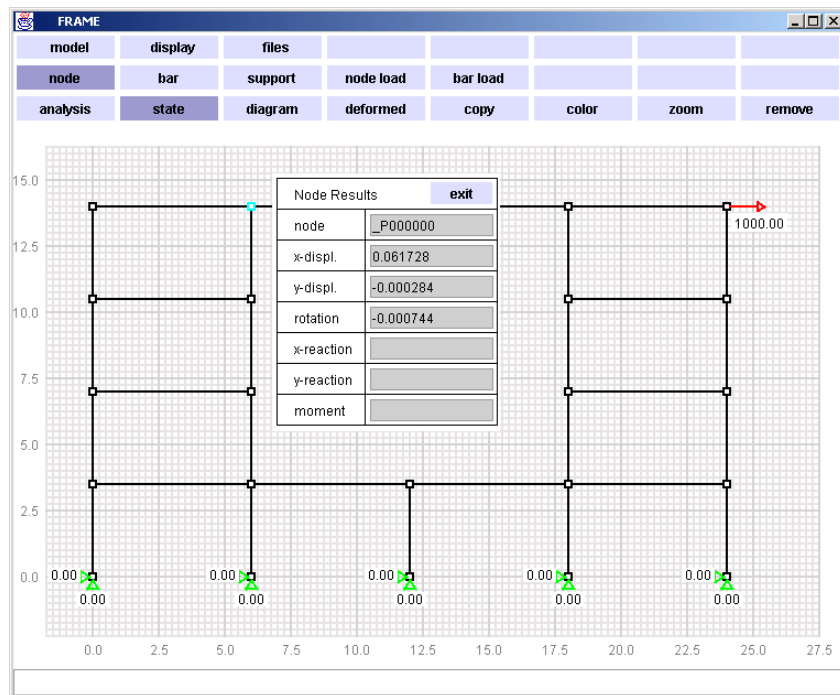 FRAME
model display files
node bar support node load bar load
analysis state diagram deformed copy color zoom remove
15.0
Node Results exit
node _P000000
1000.00
12.5
x-displ. 0.061728
y-displ. -0.000284
10.0
rotation -0.000744
x-reaction
7.5
y-reaction
moment
5.0
2.5
0.0 0.00 0.00 0.00 0.00 0.00
0.00 0.00 0.00 0.00 0.00
0.0 2.5 5.0 7.5 10.0 12.5 15.0 17.5 20.0 22.5 25.0 27.5